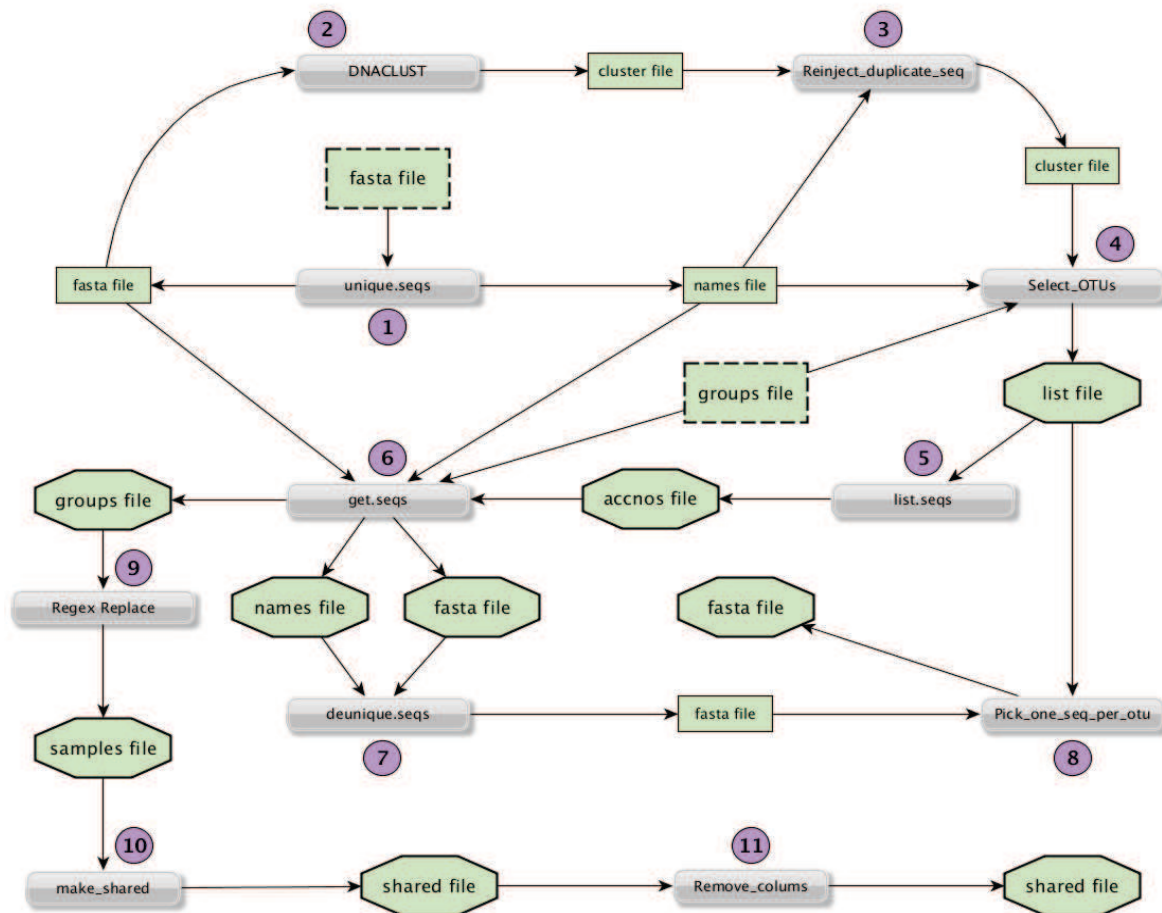 2
3
DNACLUST
cluster file
Reinject_duplicate_seq
fasta file
cluster file
4
fasta file
unique.seqs
names file
Select_OTUs
1
groups file
list file
6
5
groups file
get.seqs
accnos file
list.seqs
9
Regex Replace
names file
fasta file
fasta file
samples file
deunique.seqs
fasta file
Pick_one_seq_per_otu
7
8
10
11
make_shared
shared file
Remove_colums
shared file